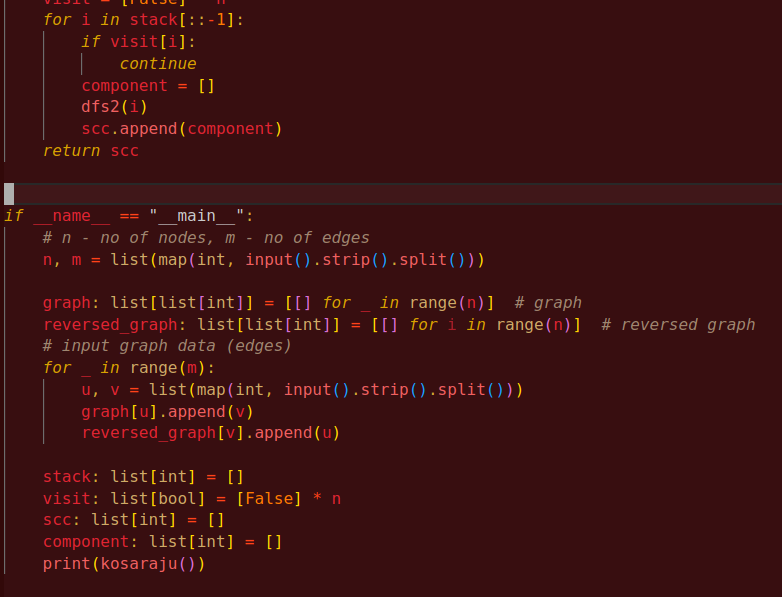 visit = [False] * n
    for i in stack[::-1]:
        if visit[i]:
            continue
        component = []
        dfs2(i)
        scc.append(component)
    return scc

if __name__ == "__main__":
    # n - no of nodes, m - no of edges
    n, m = list(map(int, input().strip().split()))

    graph: list[list[int]] = [[] for _ in range(n)]  # graph
    reversed_graph: list[list[int]] = [[] for i in range(n)]  # reversed graph
    # input graph data (edges)
    for _ in range(m):
        u, v = list(map(int, input().strip().split()))
        graph[u].append(v)
        reversed_graph[v].append(u)

    stack: list[int] = []
    visit: list[bool] = [False] * n
    scc: list[int] = []
    component: list[int] = []
    print(kosaraju())